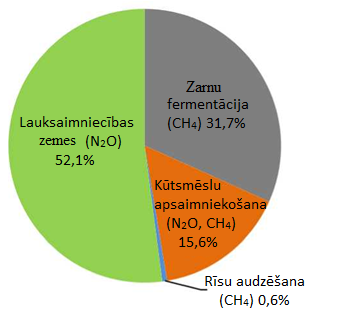 Zarnu
fermentācija
(CH4) 31,7%
Lauksaimniecības
zemes (N2O)
52,1%
Kūtsmēslu
apsaimniekošana
(N2O, CH4)
15,6%
Rīsu audzēšana
(CH4) 0,6%